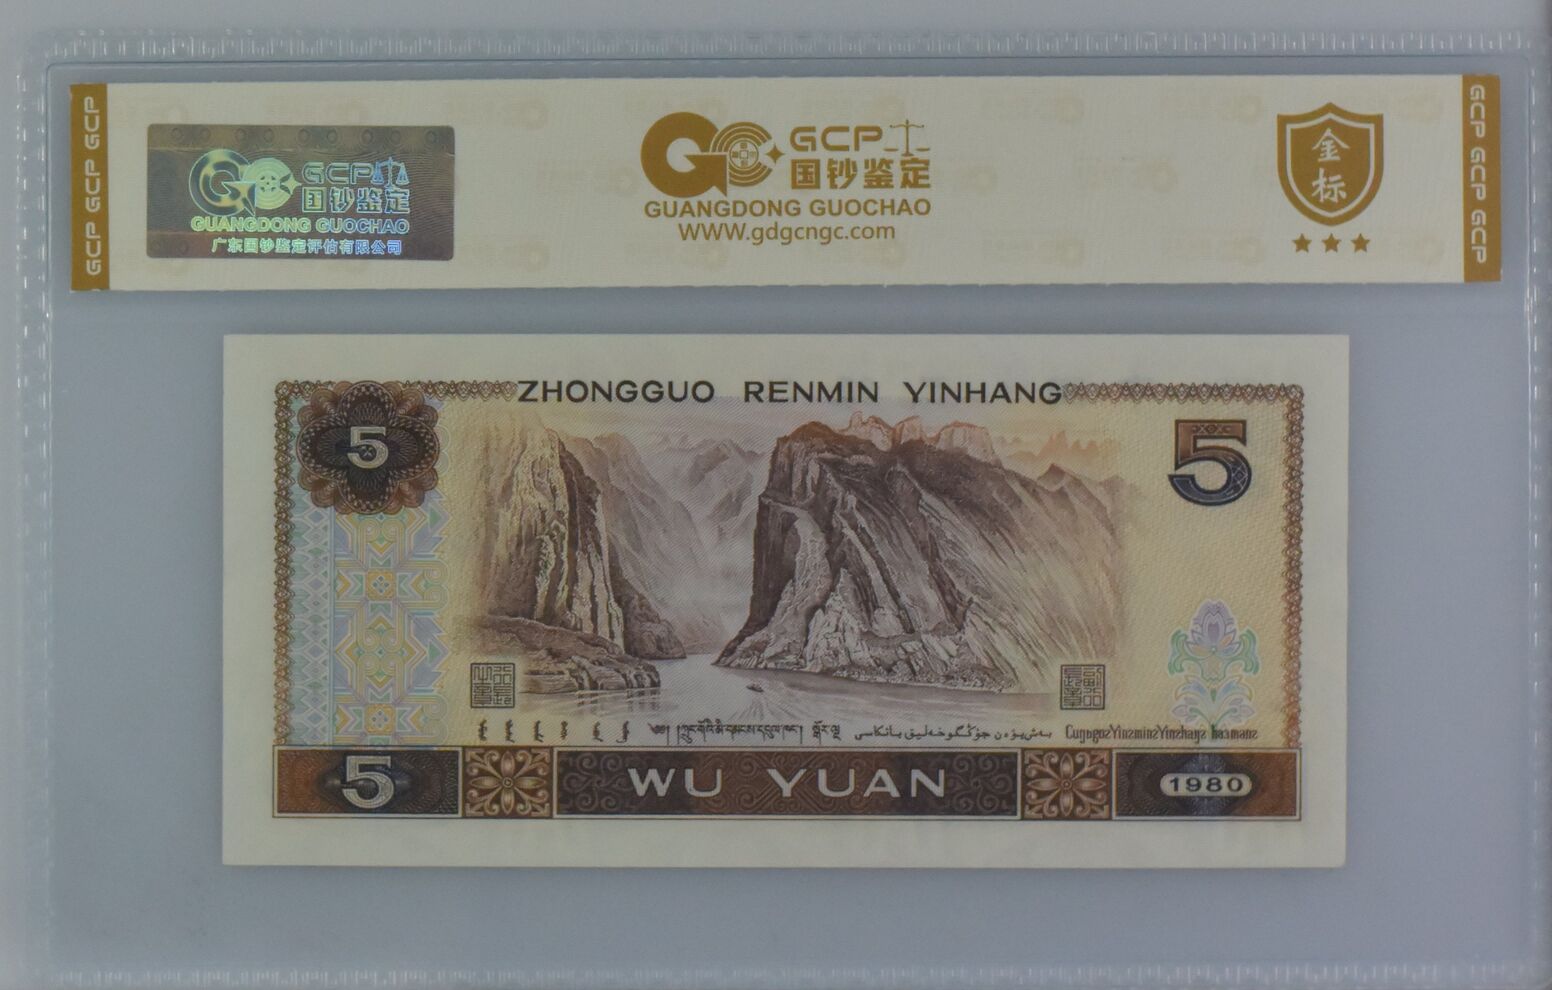 GCP GCP GCP
GCP
国钞鉴定
GUANGDONG GUOCHAO
广东国钞鉴定评估有限公司
GCP
国钞鉴定
GUANGDONG GUOCHAO
WWW.gdgcngc.com
金标
GCP GCP GCP
ZHONGGUO RENMIN YINHANG
5
5
5
WU YUAN
1980